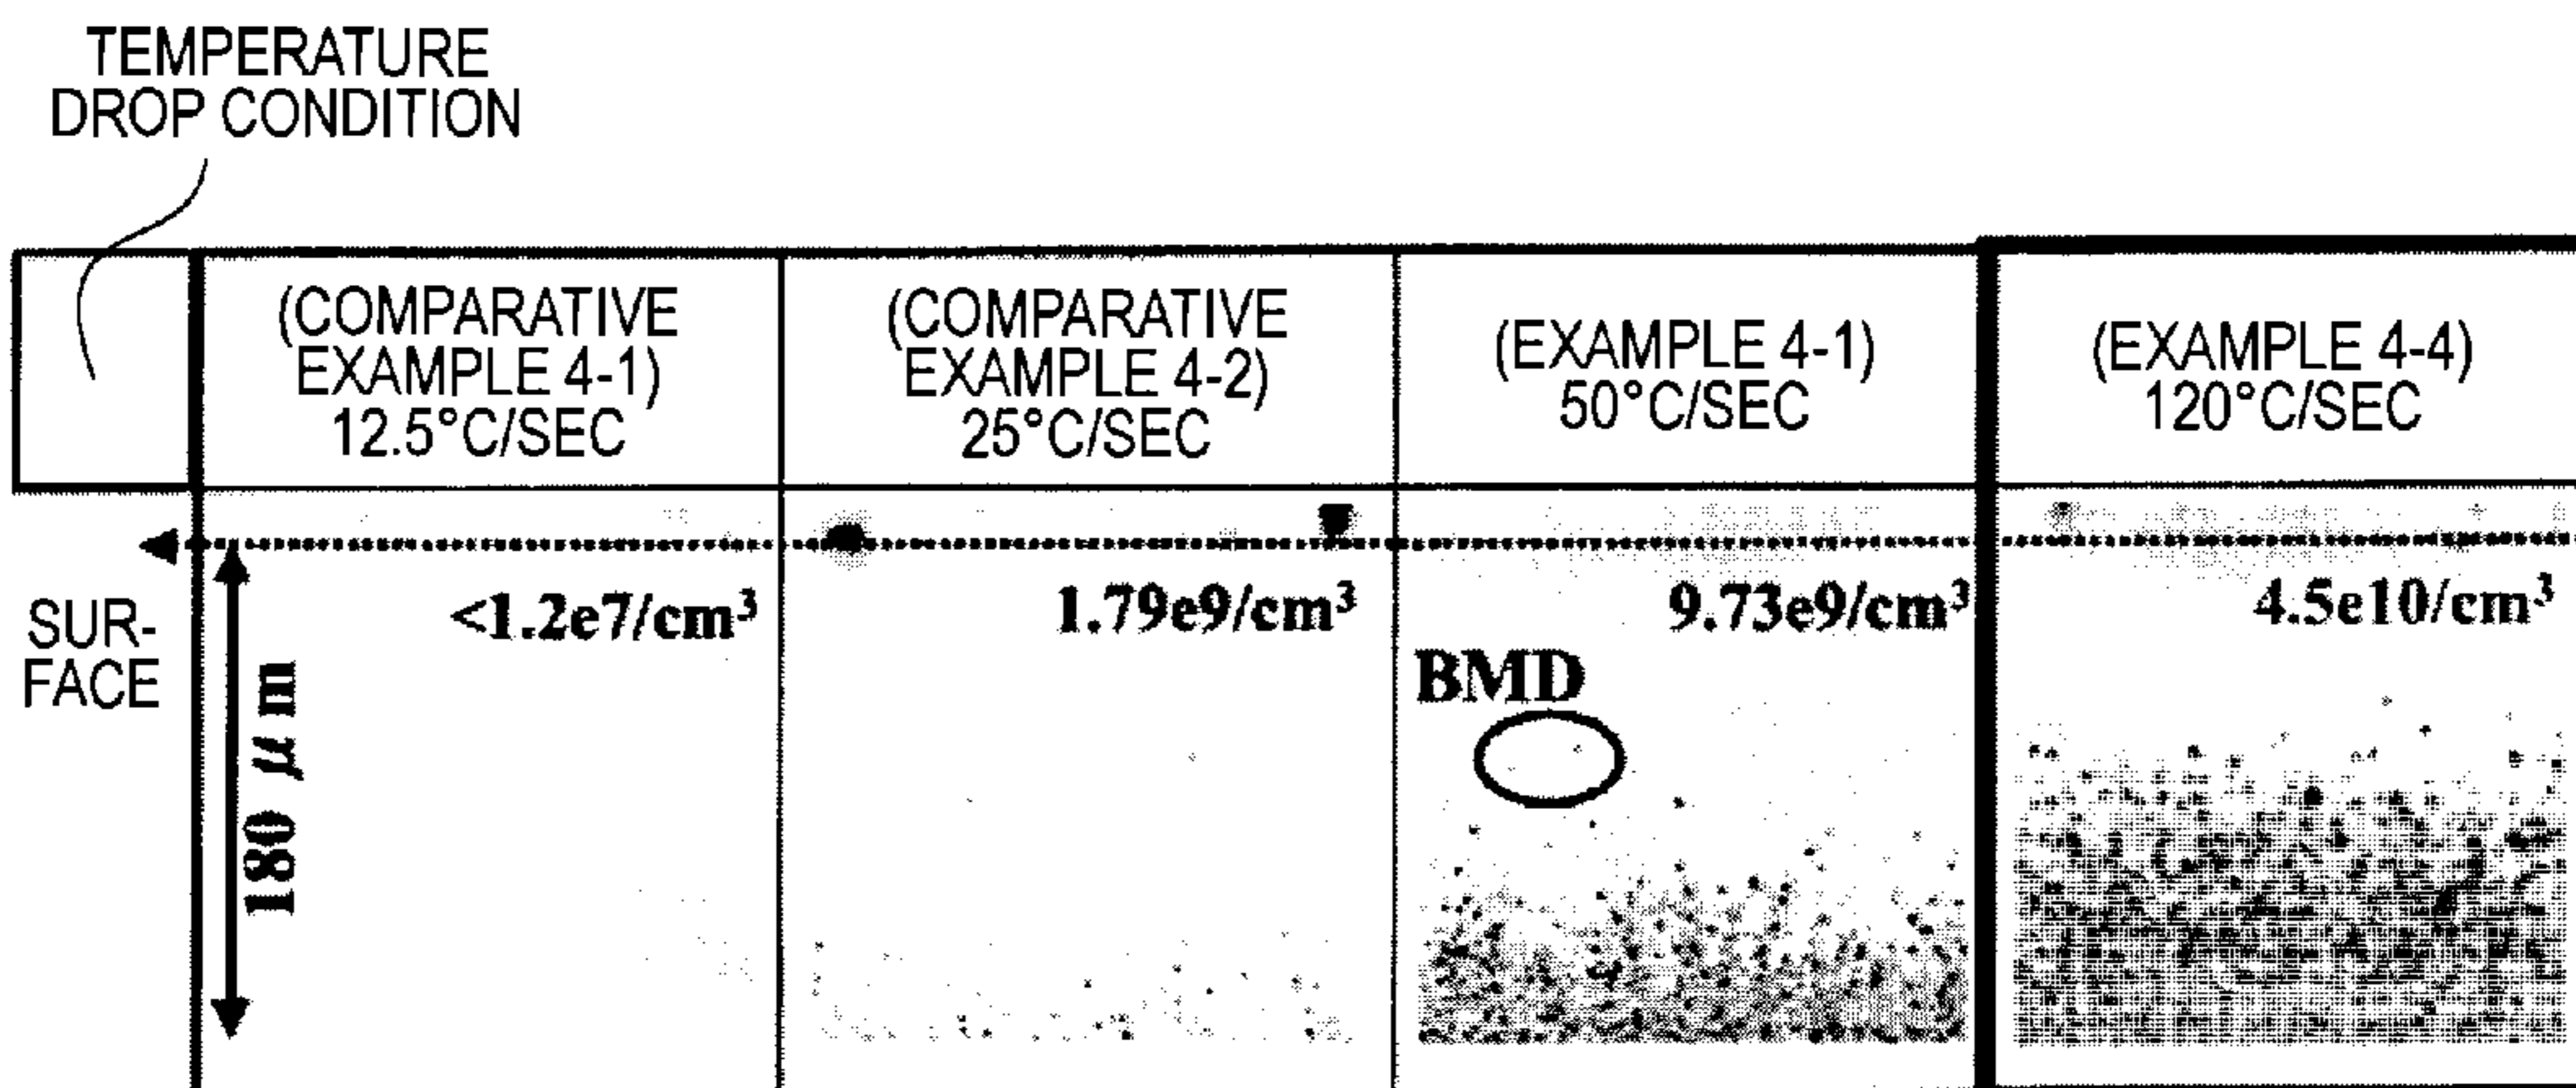 TEMPERATURE
DROP CONDITION
(COMPARATIVE
EXAMPLE 4-1)
12.5°C/SEC
(COMPARATIVE
EXAMPLE 4-2)
25°C/SEC
(EXAMPLE 4-1)
50°C/SEC
(EXAMPLE 4-4)
120°C/SEC
SUR-
FACE
180 μm
<1.2e7/cm³
1.79e9/cm³
9.73e9/cm³
4.5e10/cm³
BMD